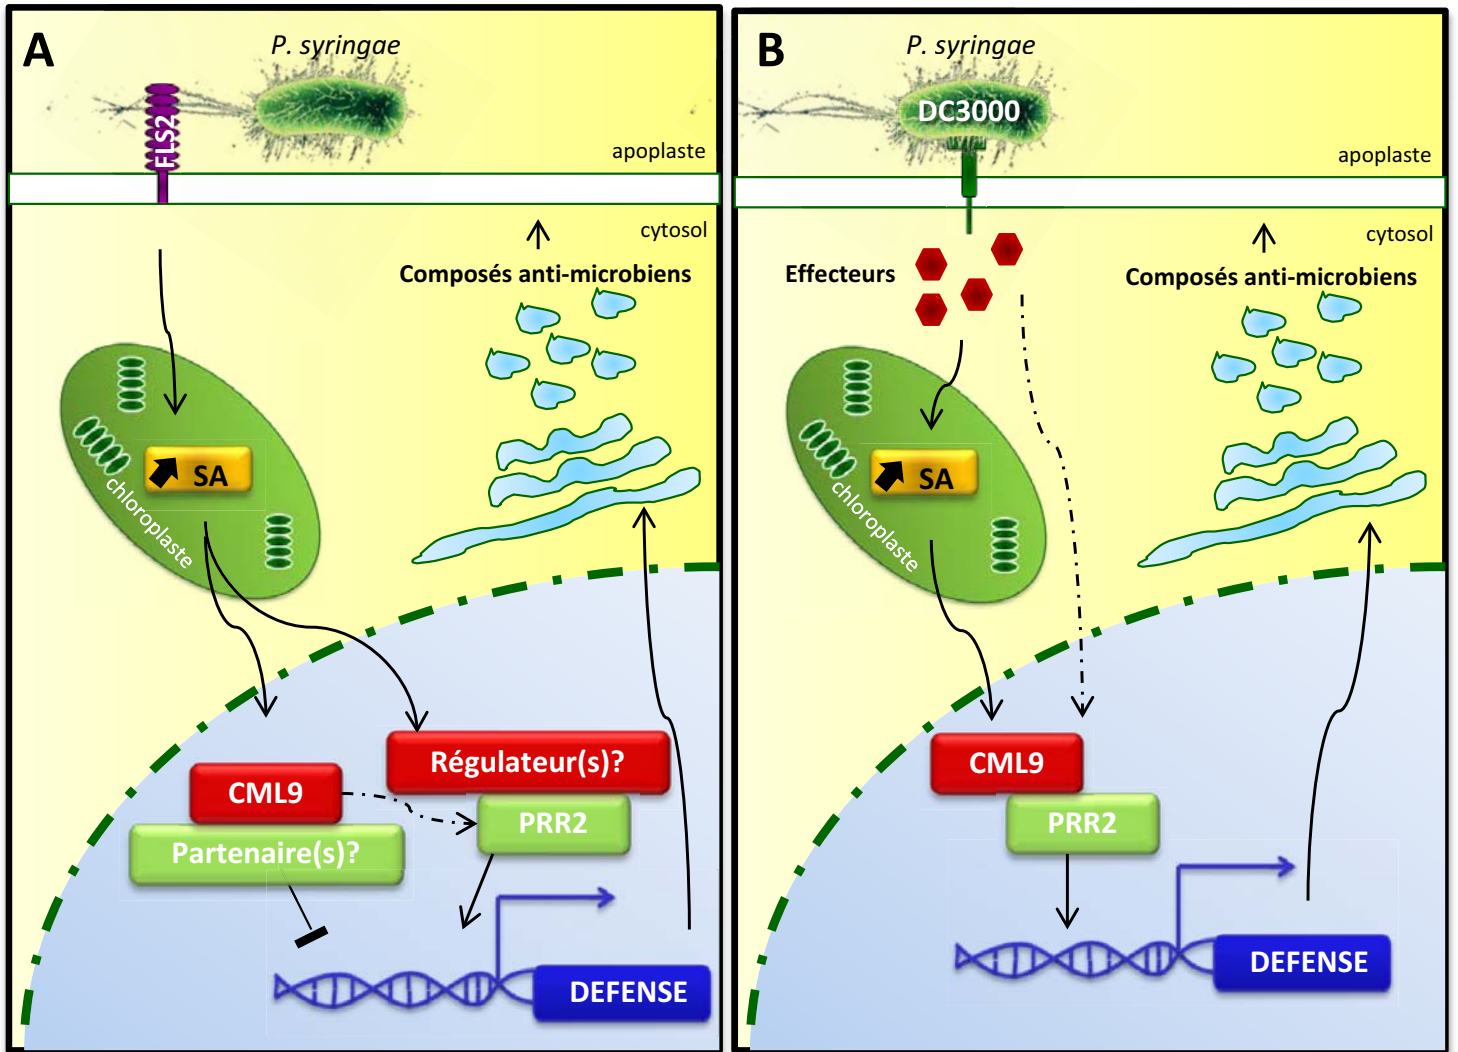 A
P. syringae
FLS2
apoplaste
cytosol
Composés anti-microbiens
SA
chloroplaste
Régulateur(s)?
CML9
PRR2
Partenaire(s)?
DEFENSE
B
P. syringae
DC3000
apoplaste
cytosol
Effecteurs
Composés anti-microbiens
SA
chloroplaste
CML9
PRR2
DEFENSE